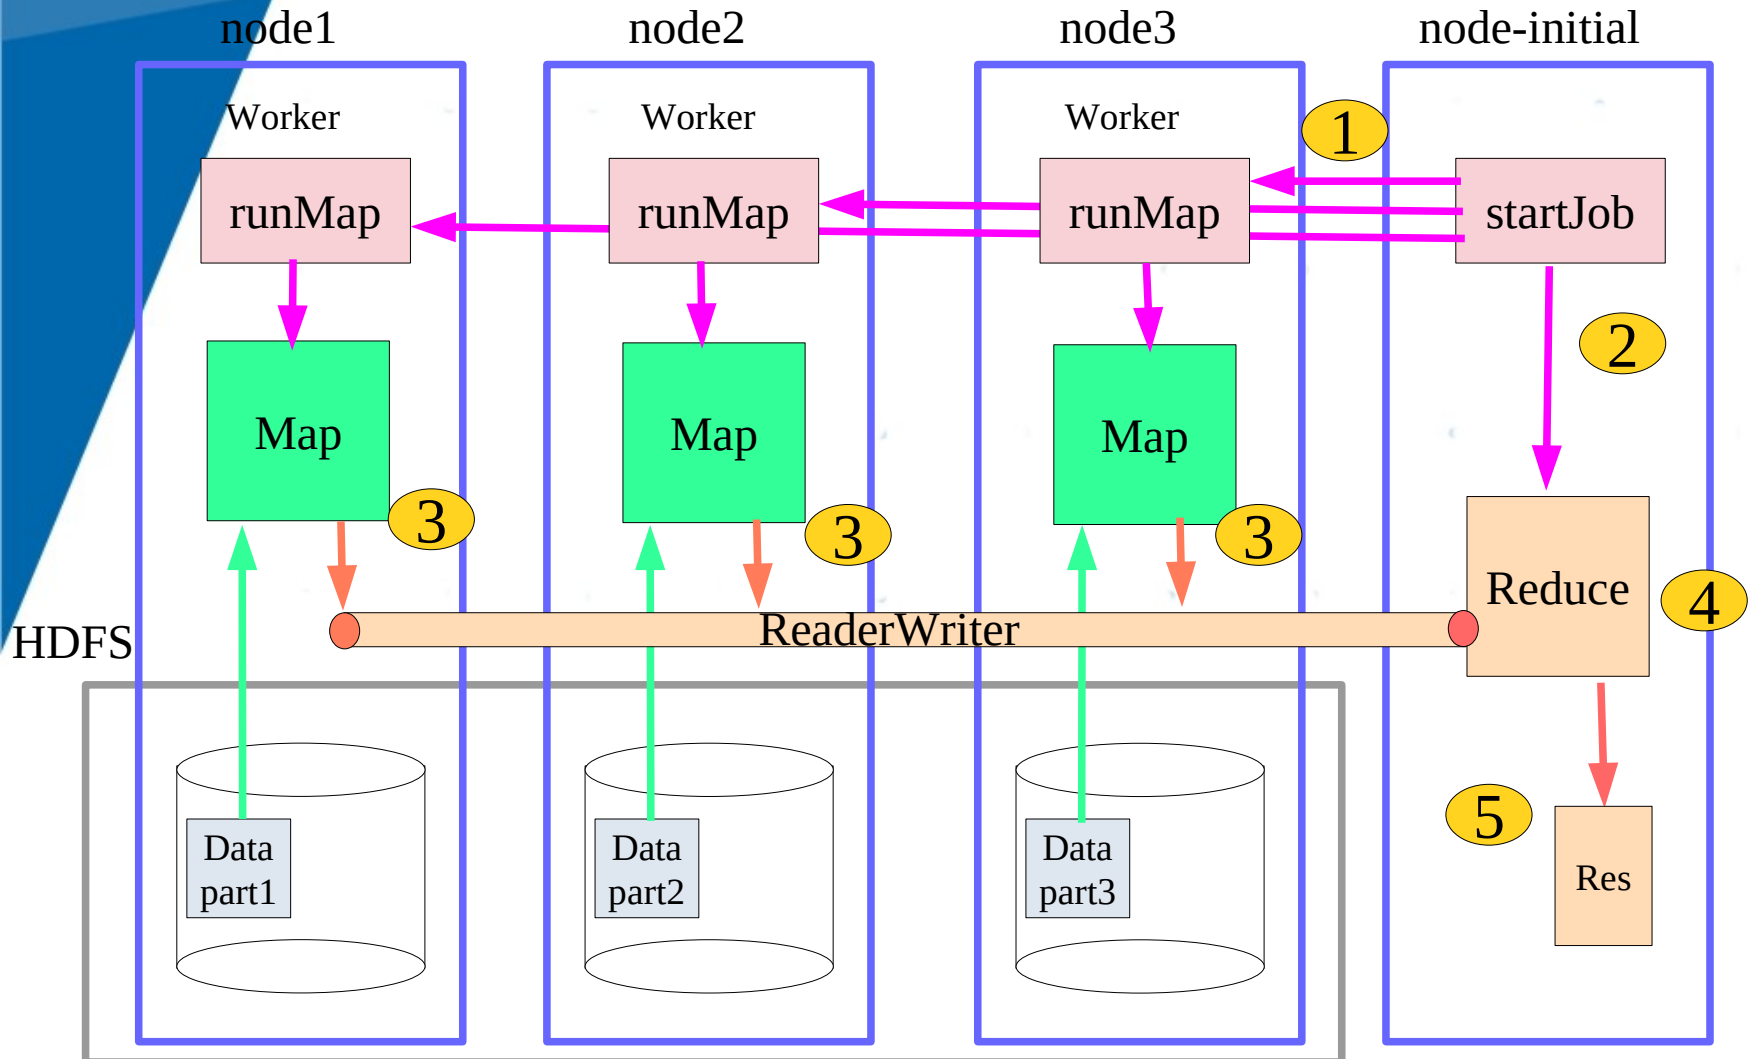 node1
node2
node3
node-initial
Worker
Worker
Worker
1
runMap
runMap
runMap
startJob
2
Map
Map
Map
3
3
3
Reduce
4
ReaderWriter
HDFS
5
Data
part1
Data
part2
Data
part3
Res